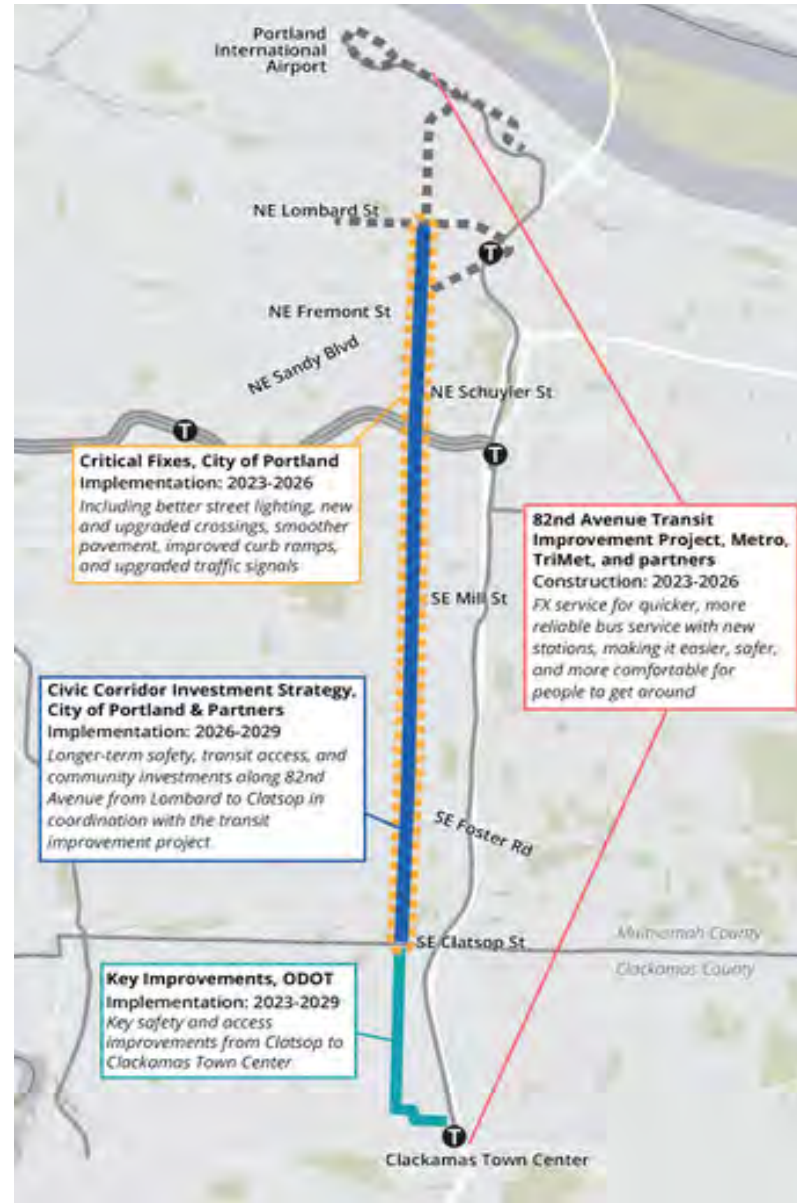 Portland
International
Airport
NE Lombard St
T
NE Fremont St
NE Sandy Blvd
NE Schuyler St
T
T
Critical Fixes, City of Portland
Implementation: 2023-2026
Including better street lighting, new
and upgraded crossings, smoother
pavement, improved curb ramps,
and upgraded traffic signals
82nd Avenue Transit
Improvement Project, Metro,
TriMet, and partners
Construction: 2023-2026
FX service for quicker, more
reliable bus service with new
stations, making it easier, safer,
and more comfortable for
people to get around
SE Mill St
Civic Corridor Investment Strategy,
City of Portland & Partners
Implementation: 2026-2029
Longer-term safety, transit access, and
community investments along 82nd
Avenue from Lombard to Clatsop in
coordination with the transit
improvement project
SE Foster Rd
SE Clatsop St
Multnomah County
Clackamas County
Key Improvements, ODOT
Implementation: 2023-2029
Key safety and access
improvements from Clatsop to
Clackamas Town Center
T
Clackamas Town Center